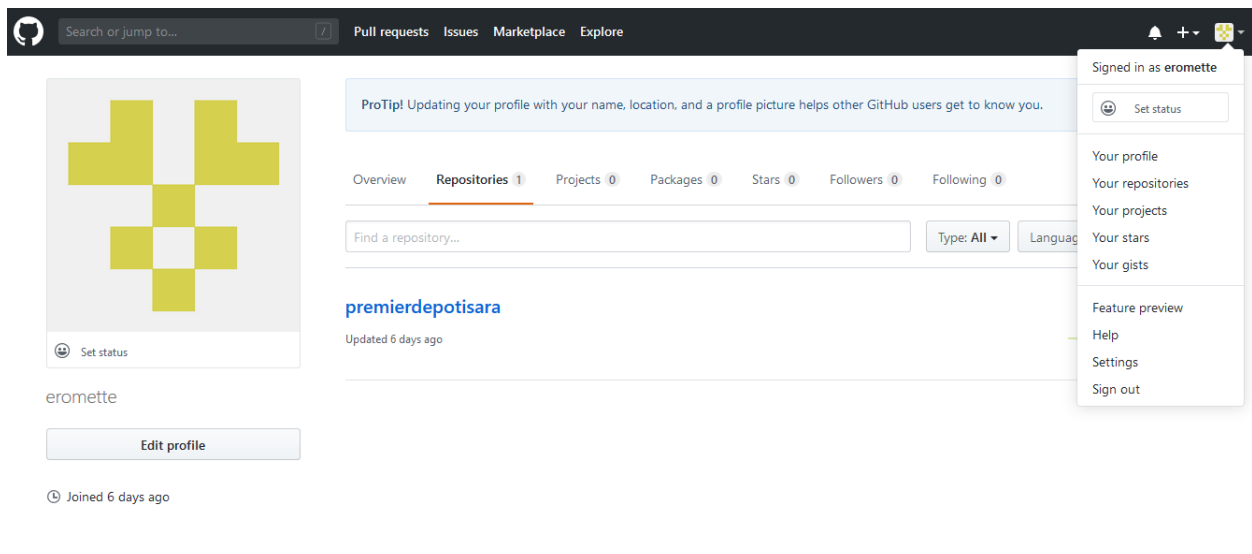 Search or jump to... / Pull requests Issues Marketplace Explore
Signed in as eromette
Set status
Your profile
Your repositories
Your projects
Your stars
Your gists
Feature preview
Help
Settings
Sign out
ProTip! Updating your profile with your name, location, and a profile picture helps other GitHub users get to know you.
Overview Repositories 1 Projects 0 Packages 0 Stars 0 Followers 0 Following 0
Find a repository... Type: All Languag
premierdepotisara
Updated 6 days ago
Set status
eromette
Edit profile
Joined 6 days ago